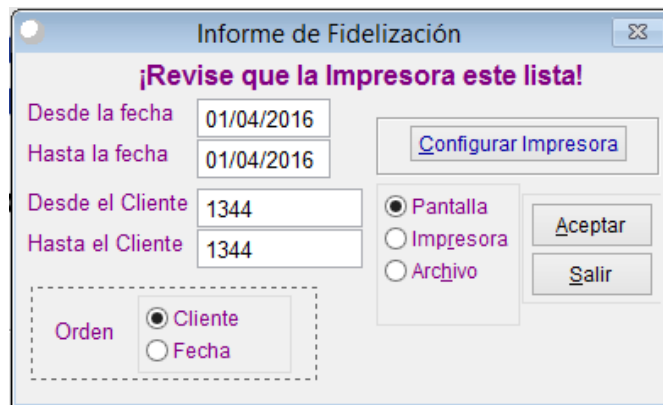 Informe de Fidelización
¡Revise que la Impresora este lista!
Desde la fecha 01/04/2016
Hasta la fecha 01/04/2016
Configurar Impresora
Desde el Cliente 1344
Hasta el Cliente 1344
Pantalla
Impresora
Archivo
Aceptar
Salir
Orden
Cliente
Fecha